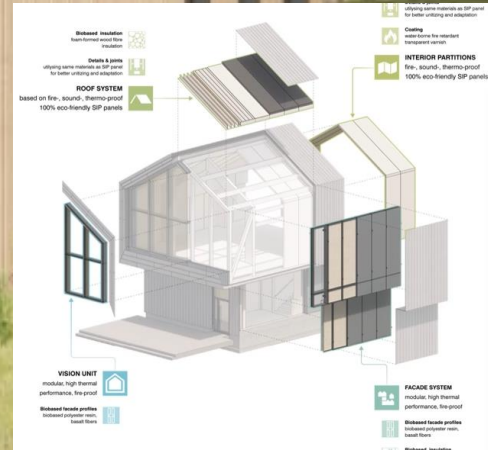 Biobased Insulation
foam-formed wood fibre
insulation
Details & joints
utilysing same materials as SIP panel
for better unitizing and adaptation
ROOF SYSTEM
based on fire-, sound-, thermo-proof
100% eco-friendly SIP panels
utilysing same materials as SIP panel
for better unitizing and adaptation
Coating
water-borne fire retardant
transparent varnish
INTERIOR PARTITIONS
fire-, sound-, thermo-proof
100% eco-friendly SIP panels
VISION UNIT
modular, high thermal
performance, fire-proof
Biobased facade profiles
biobased polyester resin,
basalt fibers
FACADE SYSTEM
modular, high thermal
performance, fire-proof
Biobased facade profiles
biobased polyester resin,
basalt fibers
Biobased insulation